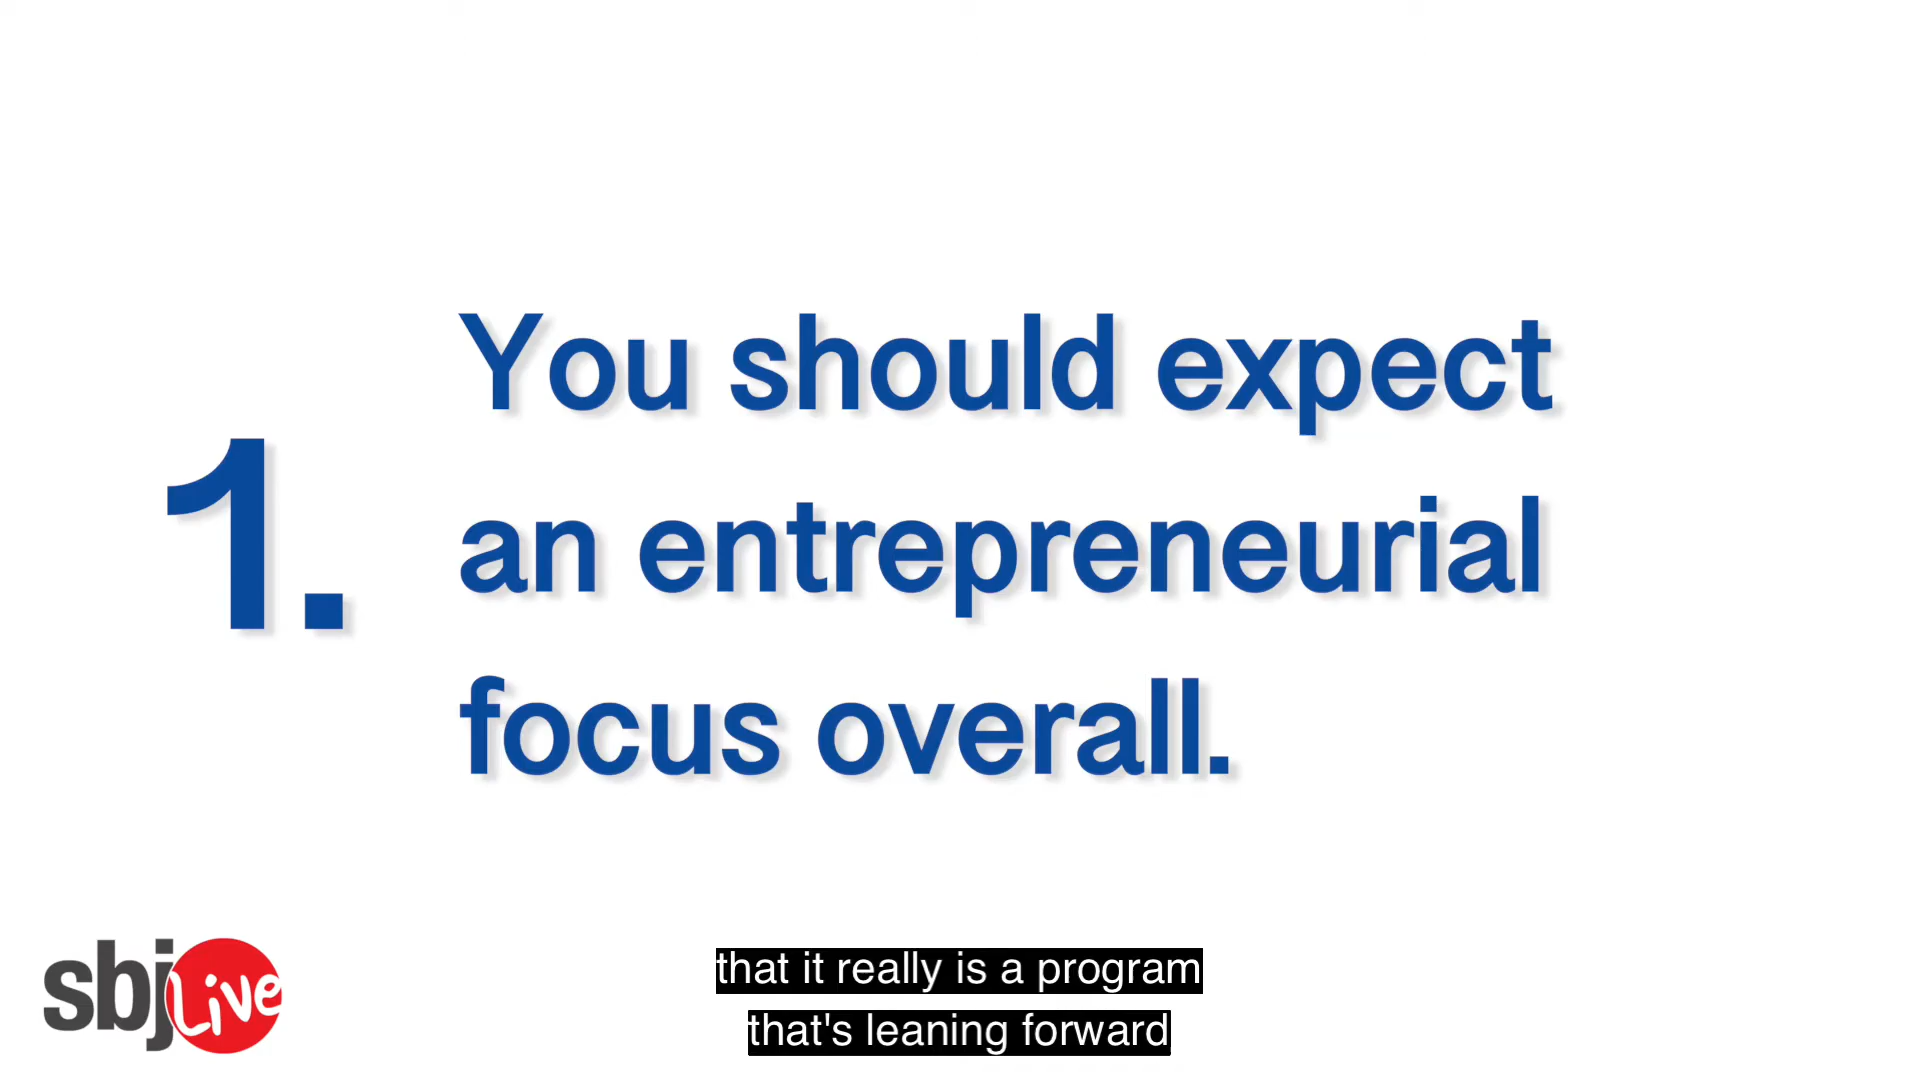 You should expect
1.
an entrepreneurial
focus overall.
sbj Live
that it really is a program
that's leaning forward